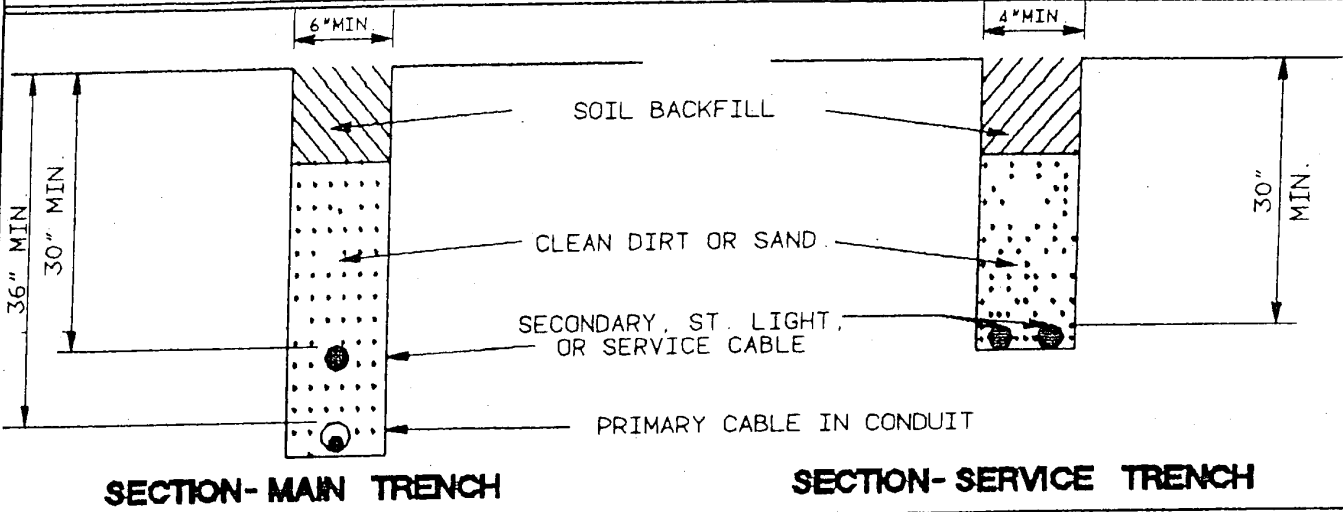 6"MIN.
4"MIN.
SOIL BACKFILL
36" MIN.
30" MIN.
30"
MIN.
CLEAN DIRT OR SAND.
SECONDARY, ST. LIGHT,
OR SERVICE CABLE
PRIMARY CABLE IN CONDUIT
SECTION-MAIN TRENCH
SECTION-SERVICE TRENCH